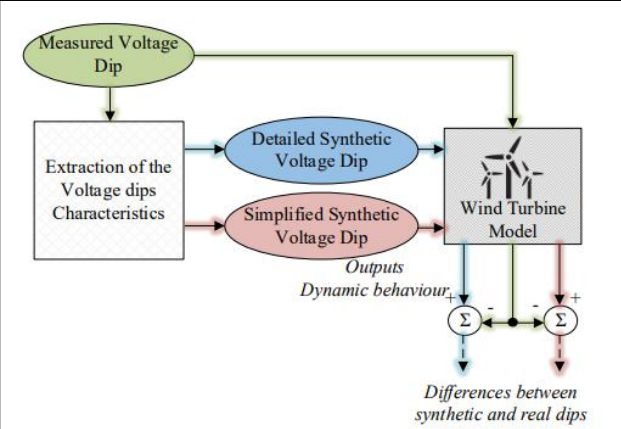 Measured Voltage
Dip
Extraction of the
Voltage dips
Characteristics
Detailed Synthetic
Voltage Dip
Simplified Synthetic
Voltage Dip
Wind Turbine
Model
Outputs
Dynamic behaviour
+
-
-
+
Σ
Σ
Differences between
synthetic and real dips